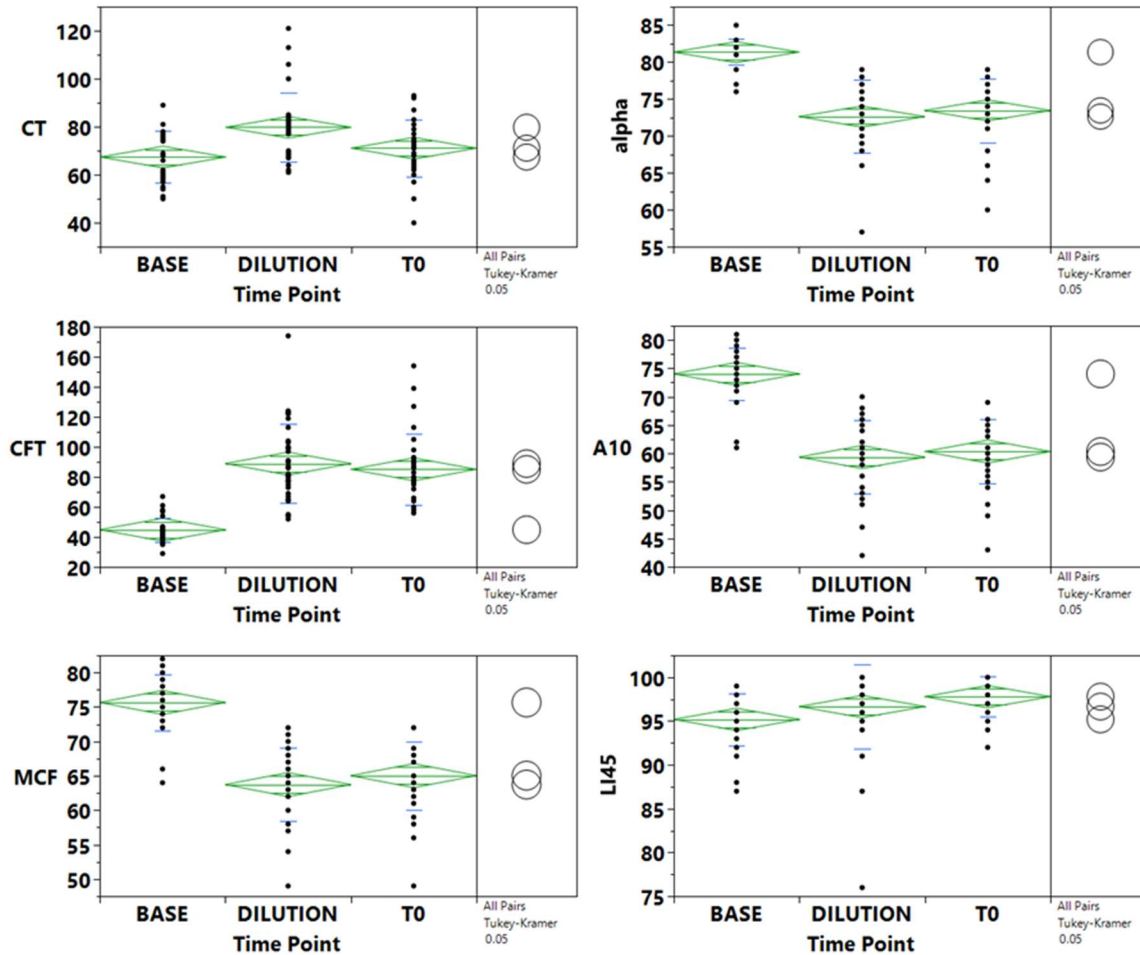 CT
120
100
80
60
40
BASE
DILUTION
T0
Time Point
All Pairs
Tukey-Kramer
0.05
alpha
85
80
75
70
65
60
55
BASE
DILUTION
T0
Time Point
All Pairs
Tukey-Kramer
0.05
CFT
180
160
140
120
100
80
60
40
20
BASE
DILUTION
T0
Time Point
All Pairs
Tukey-Kramer
0.05
A10
80
75
70
65
60
55
50
45
40
BASE
DILUTION
T0
Time Point
All Pairs
Tukey-Kramer
0.05
MCF
80
75
70
65
60
55
50
BASE
DILUTION
T0
Time Point
All Pairs
Tukey-Kramer
0.05
LI45
100
95
90
85
80
75
BASE
DILUTION
T0
Time Point
All Pairs
Tukey-Kramer
0.05